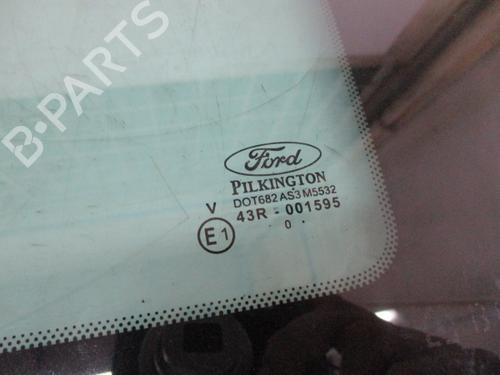 B-PARTS
Ford
PILKINGTON
DOT682 AS3 M5532
V 43R - 001595
E1 . 0 .